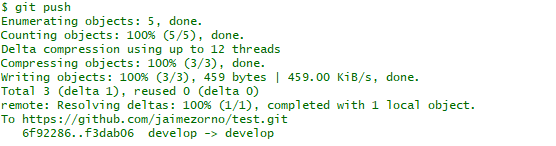 $ git push
Enumerating objects: 5, done.
Counting objects: 100% (5/5), done.
Delta compression using up to 12 threads
Compressing objects: 100% (3/3), done.
Writing objects: 100% (3/3), 459 bytes | 459.00 KiB/s, done.
Total 3 (delta 1), reused 0 (delta 0)
remote: Resolving deltas: 100% (1/1), completed with 1 local object.
To https://github.com/jaimezorno/test.git
   6f92286..f3dab06  develop -> develop